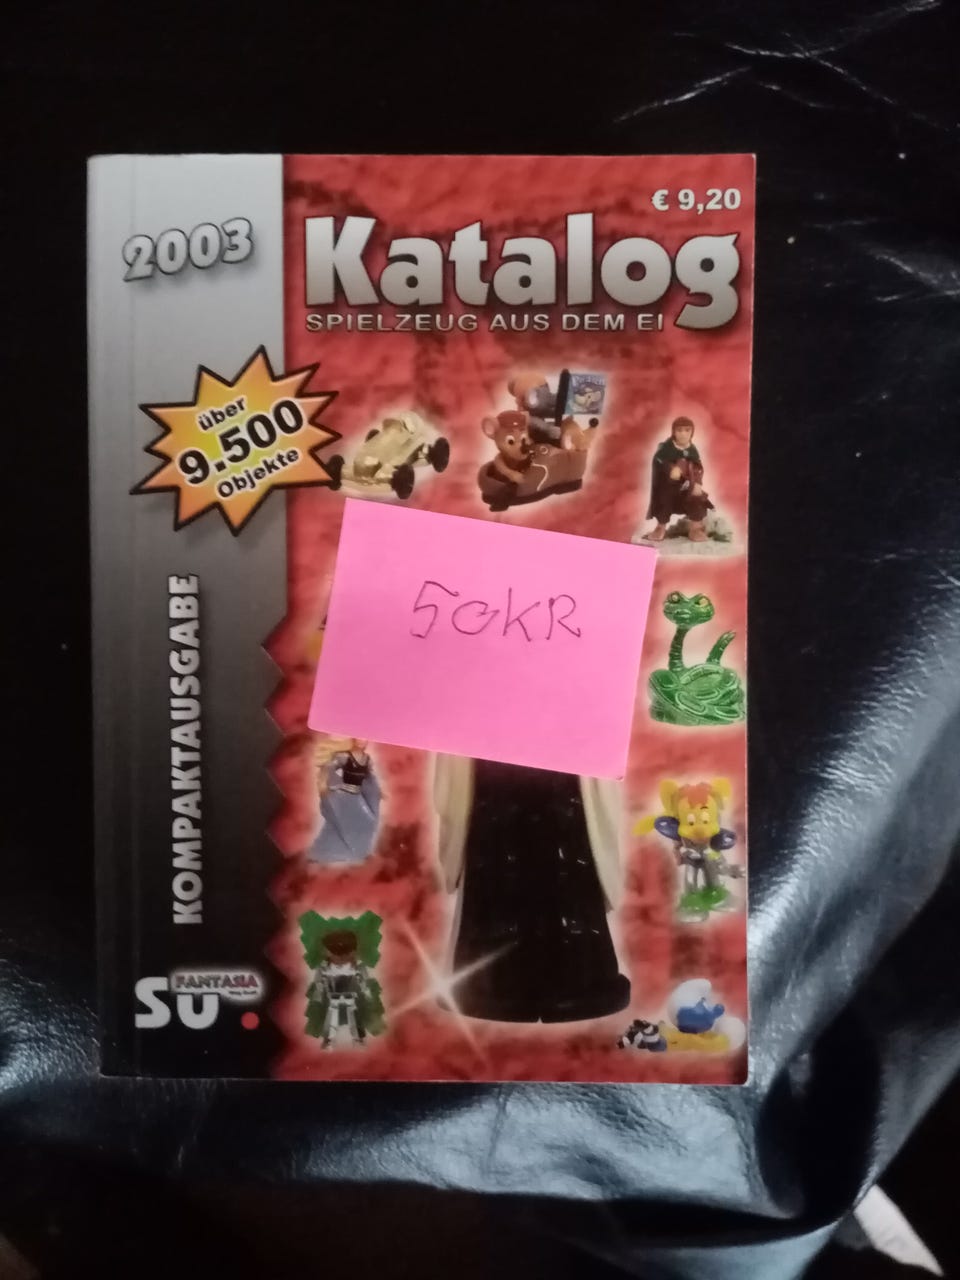 € 9,20
2003
Katalog
SPIELZEUG AUS DEM EI
über
9.500
Objekte
50KR
KOMPAKTAUSGABE
SU
FANTASIA